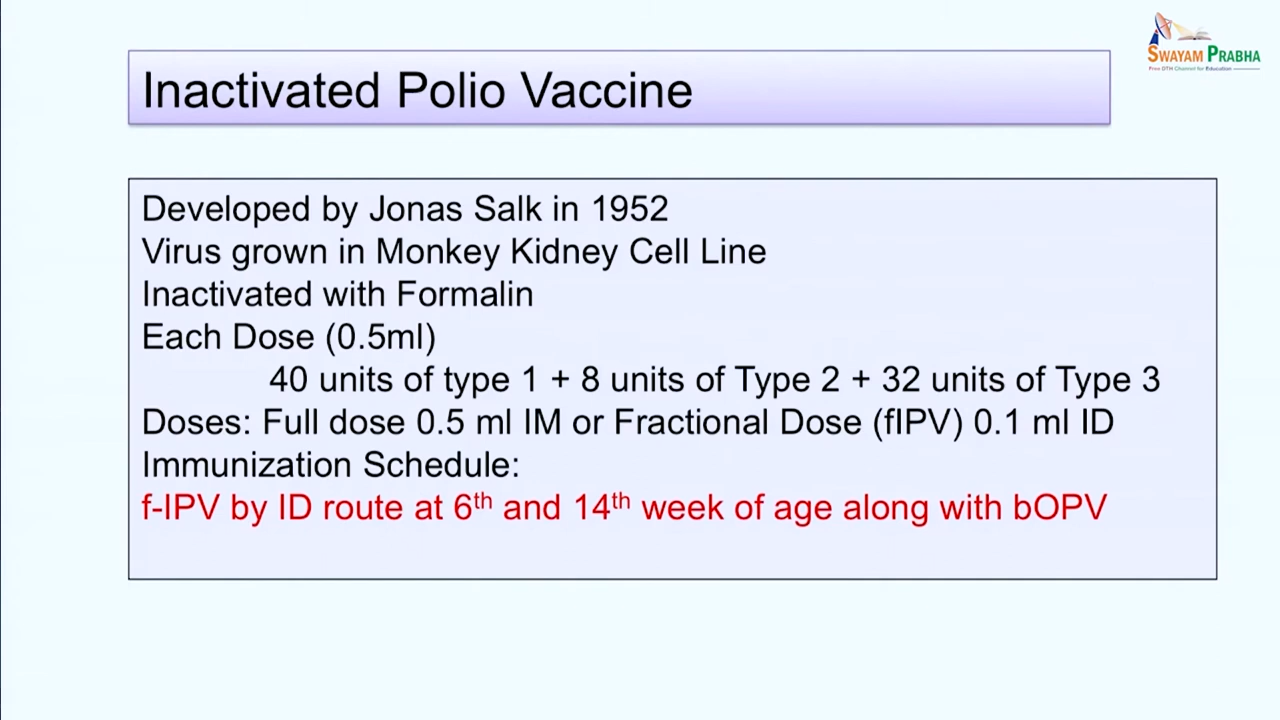 SWAYAM PRABHA
Free DTH Channel for Education
Inactivated Polio Vaccine
Developed by Jonas Salk in 1952
Virus grown in Monkey Kidney Cell Line
Inactivated with Formalin
Each Dose (0.5ml)
40 units of type 1 + 8 units of Type 2 + 32 units of Type 3
Doses: Full dose 0.5 ml IM or Fractional Dose (fIPV) 0.1 ml ID
Immunization Schedule:
f-IPV by ID route at 6th and 14th week of age along with bOPV